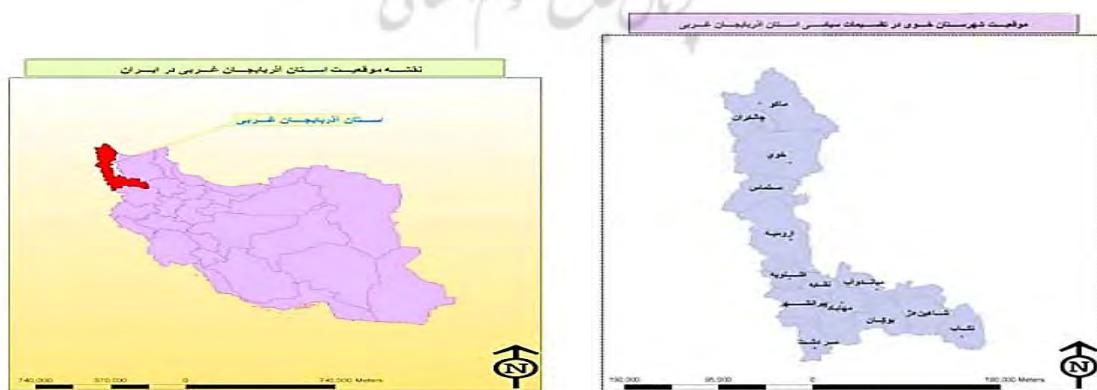 موقعیت شهرستان خوی در تقسیمات سیاسی استان آذربایجان غربی
ماکو
چالدران
خوی
سلماس
ارومیه
اشنویه
نقده
میاندوآب
پیرانشهر
مهاباد
بوکان
شاهین دژ
تکاب
سردشت
190,000 95,000 0 190,000 Meters
N
نقشه موقعیت استان آذربایجان غربی در ایران
استان آذربایجان غربی
740,000 370,000 0 740,000 Meters
N